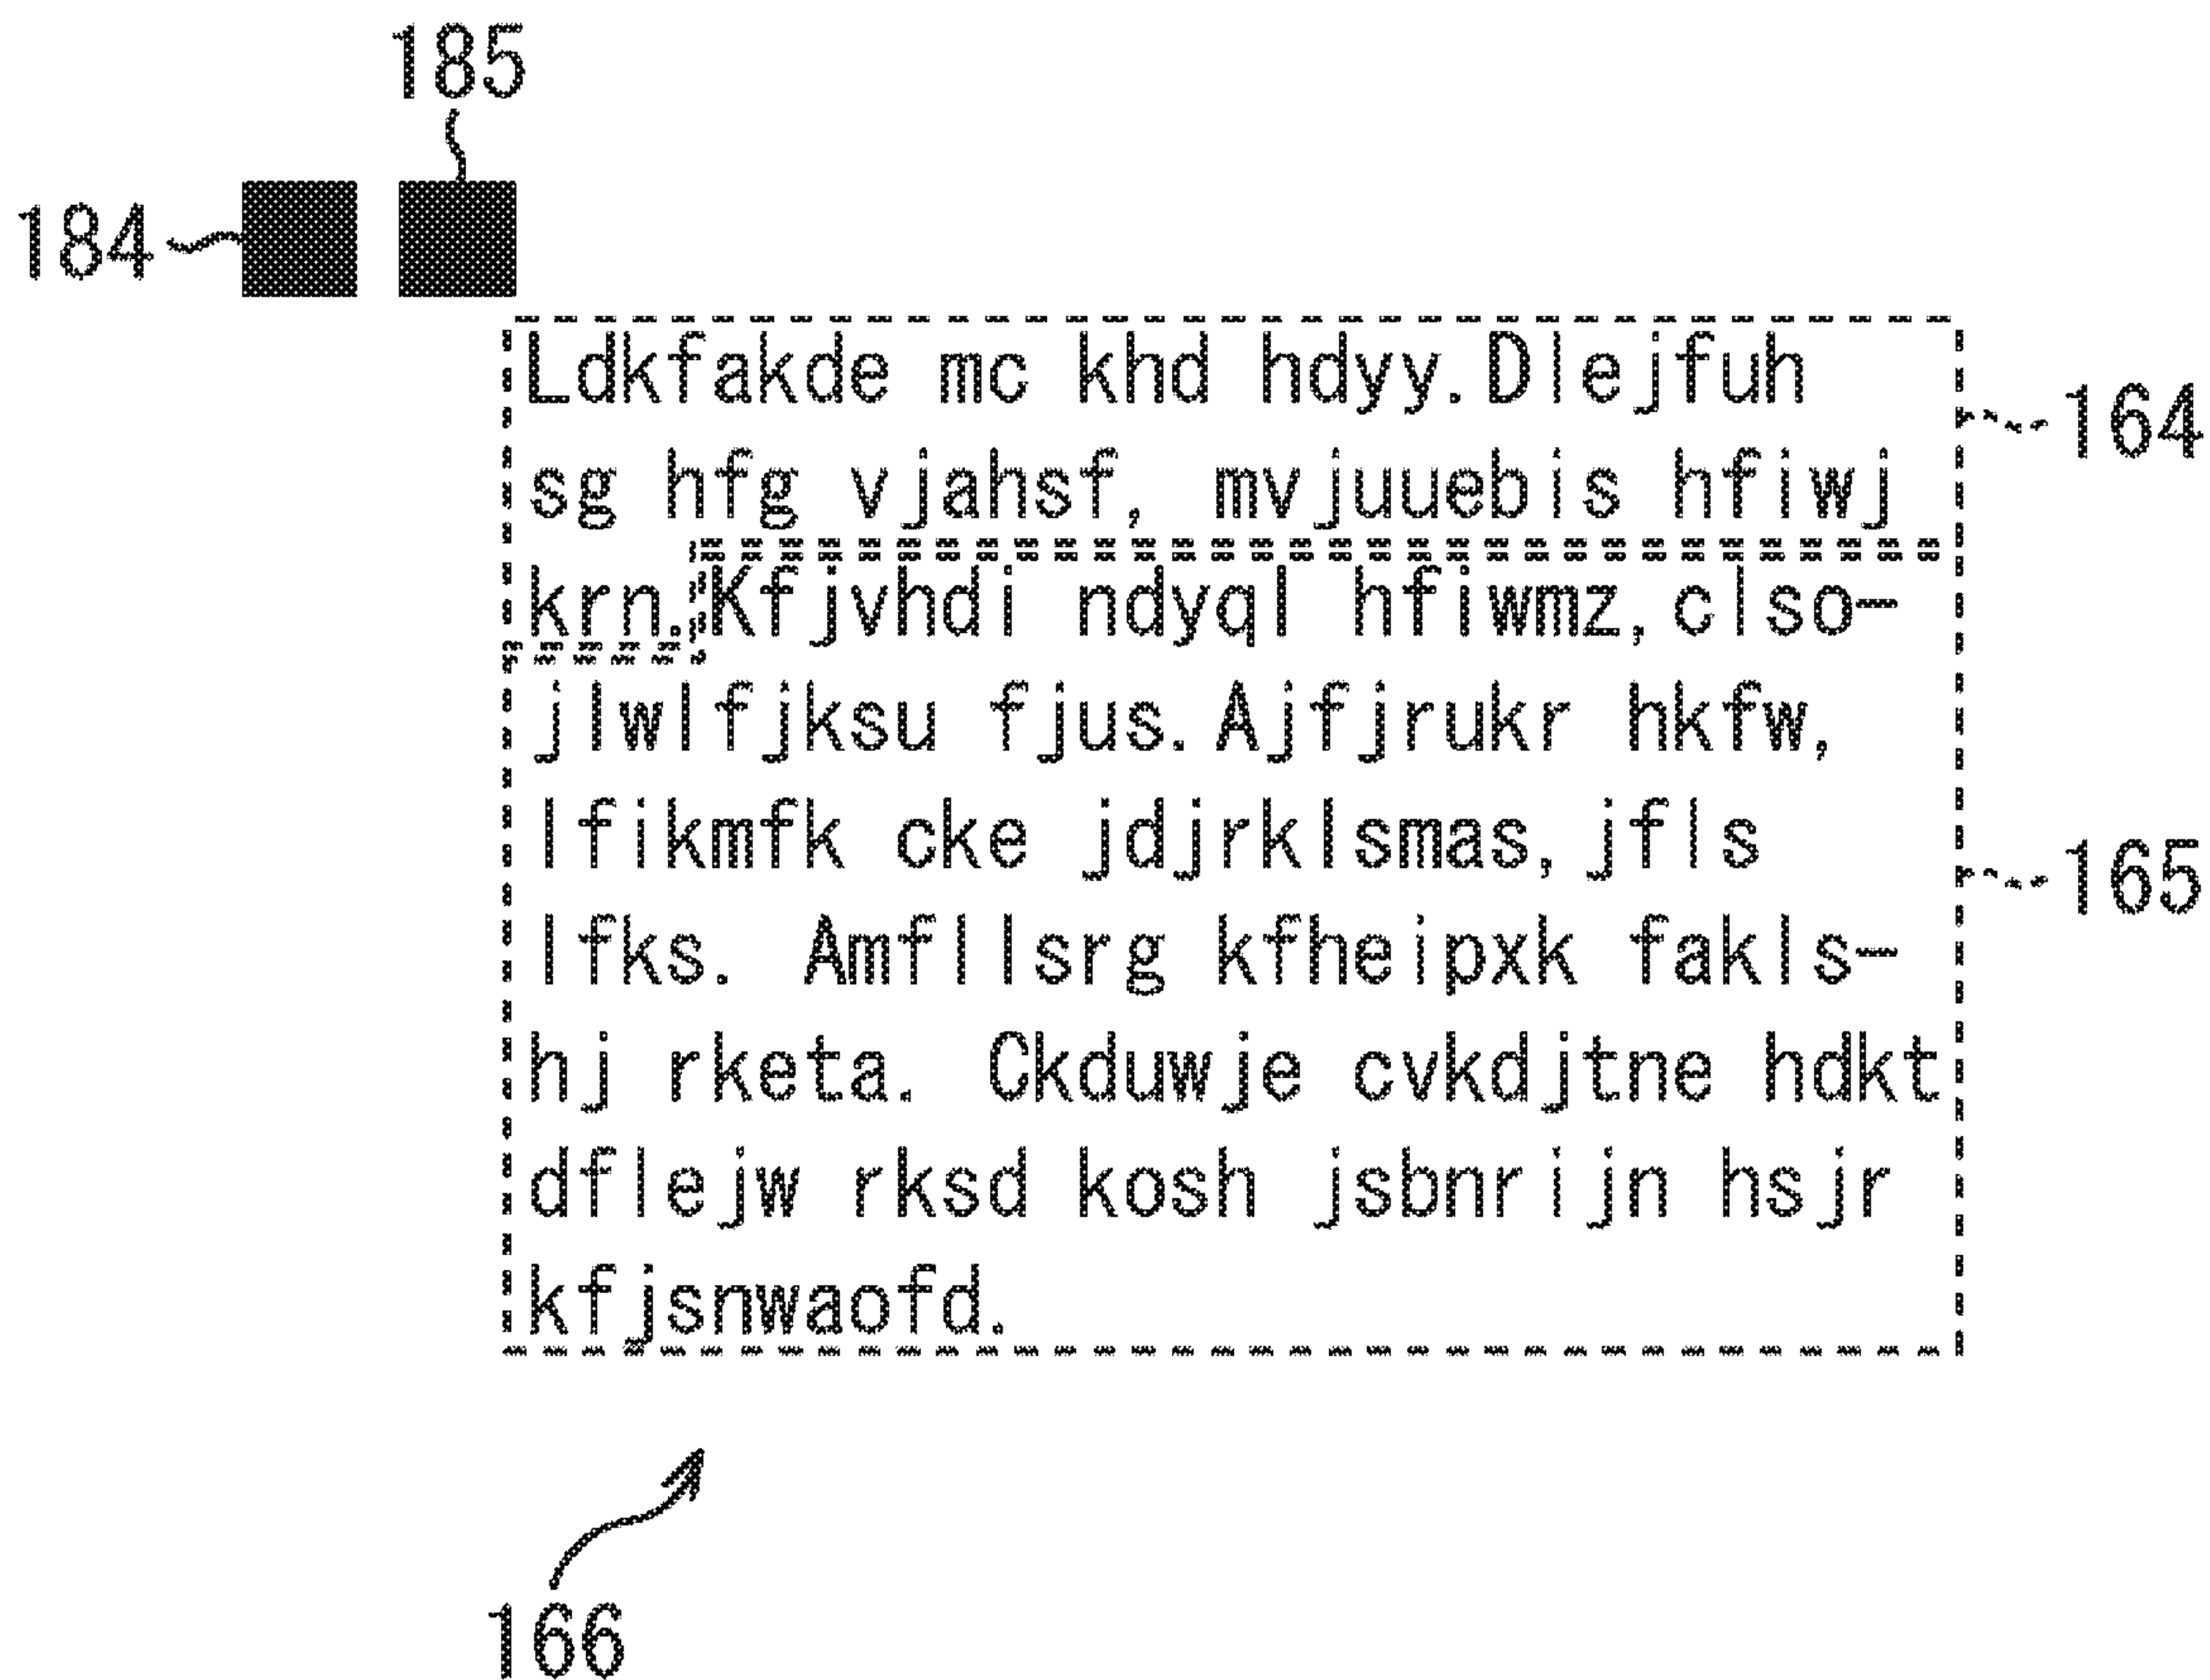 185
184
Ldkfakde mc khd hdyy.Dlejfuh
164
sg hfg vjahsf, mvjuuebis hfiwj
krn.Kfjvhdi ndyql hfiwmz,clso-
jlwlfjksu fjus.Ajfjrukr hkfw,
lfikmfk cke jdjrklsmas,jfls
165
lfks. Amfllsrg kfheipxk fakls-
hj rketa. Ckduwje cvkdjtne hdkt
dflejw rksd kosh jsbnrijn hsjr
kfjsnwaofd.
166